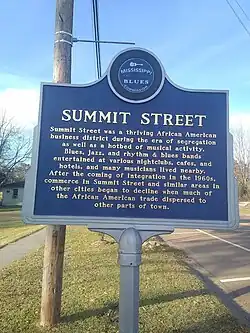 MISSISSIPPI
BLUES
COMMISSION
SUMMIT STREET
Summit Street was a thriving African American
business district during the era of segregation
as well as a hotbed of musical activity.
Blues, jazz, and rhythm & blues bands
entertained at various nightclubs, cafes, and
hotels, and many musicians lived nearby.
After the coming of integration in the 1960s,
commerce in Summit Street and similar areas in
other cities began to decline when much of
the African American trade dispersed to
other parts of town.